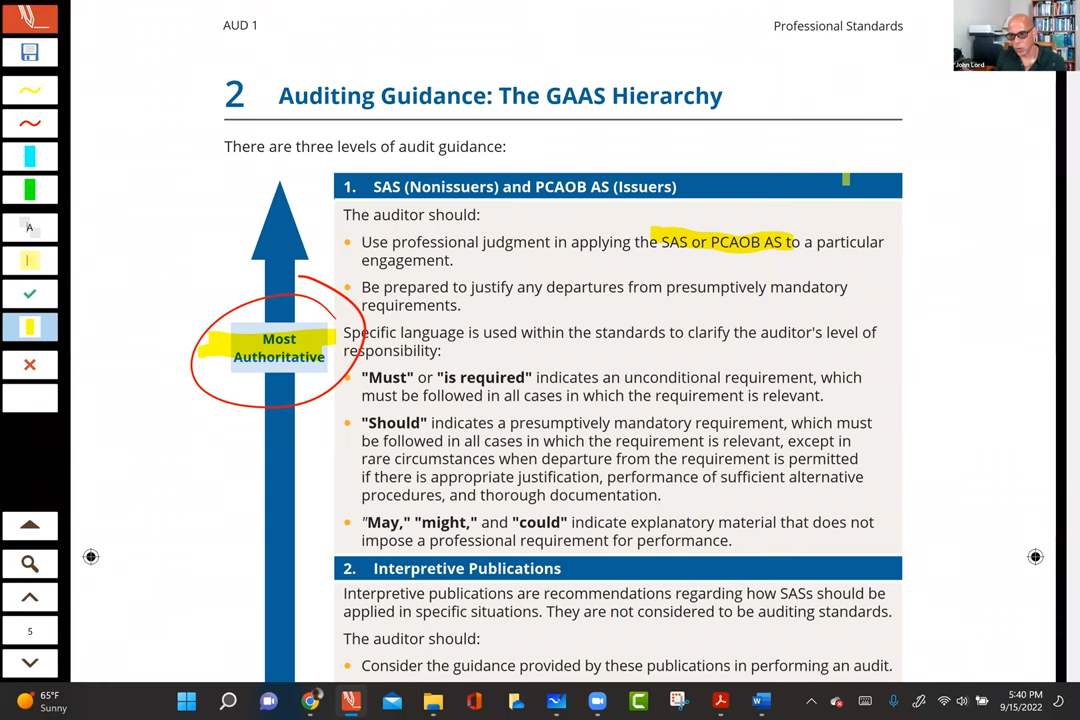 AUD 1
Professional Standards
John Lord
2 Auditing Guidance: The GAAS Hierarchy
There are three levels of audit guidance:
1. SAS (Nonissuers) and PCAOB AS (Issuers)
The auditor should:
• Use professional judgment in applying the SAS or PCAOB AS to a particular
engagement.
• Be prepared to justify any departures from presumptively mandatory
requirements.
Most
Authoritative
Specific language is used within the standards to clarify the auditor's level of
responsibility:
• "Must" or "is required" indicates an unconditional requirement, which
must be followed in all cases in which the requirement is relevant.
• "Should" indicates a presumptively mandatory requirement, which must
be followed in all cases in which the requirement is relevant, except in
rare circumstances when departure from the requirement is permitted
if there is appropriate justification, performance of sufficient alternative
procedures, and thorough documentation.
• "May," "might," and "could" indicate explanatory material that does not
impose a professional requirement for performance.
2. Interpretive Publications
Interpretive publications are recommendations regarding how SASs should be
applied in specific situations. They are not considered to be auditing standards.
The auditor should:
• Consider the guidance provided by these publications in performing an audit.
A
5
65°F
Sunny
5:40 PM
9/15/2022